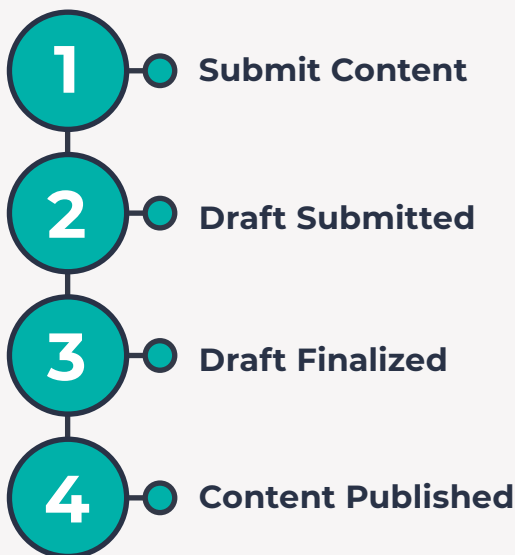 1 Submit Content
2 Draft Submitted
3 Draft Finalized
4 Content Published